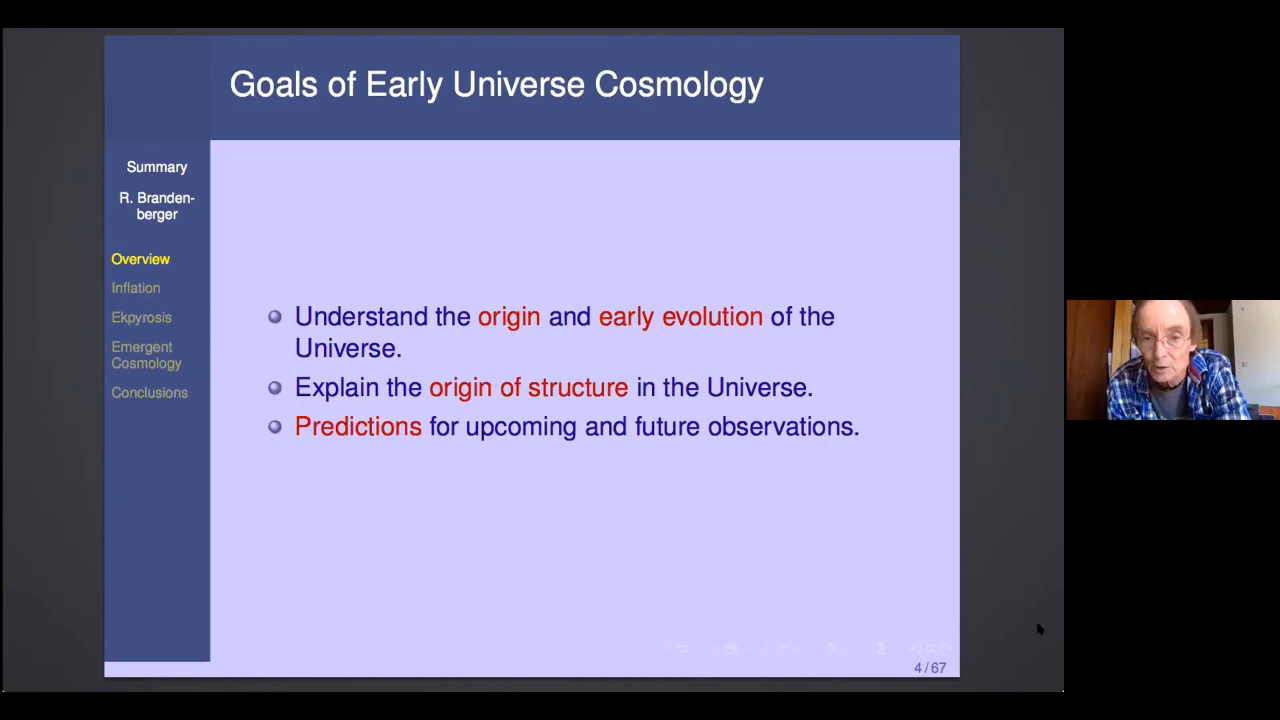 Goals of Early Universe Cosmology
Summary
R. Branden-
berger
Overview
Inflation
Ekpyrosis
Emergent
Cosmology
Conclusions
Understand the origin and early evolution of the
Universe.
Explain the origin of structure in the Universe.
Predictions for upcoming and future observations.
4 / 67